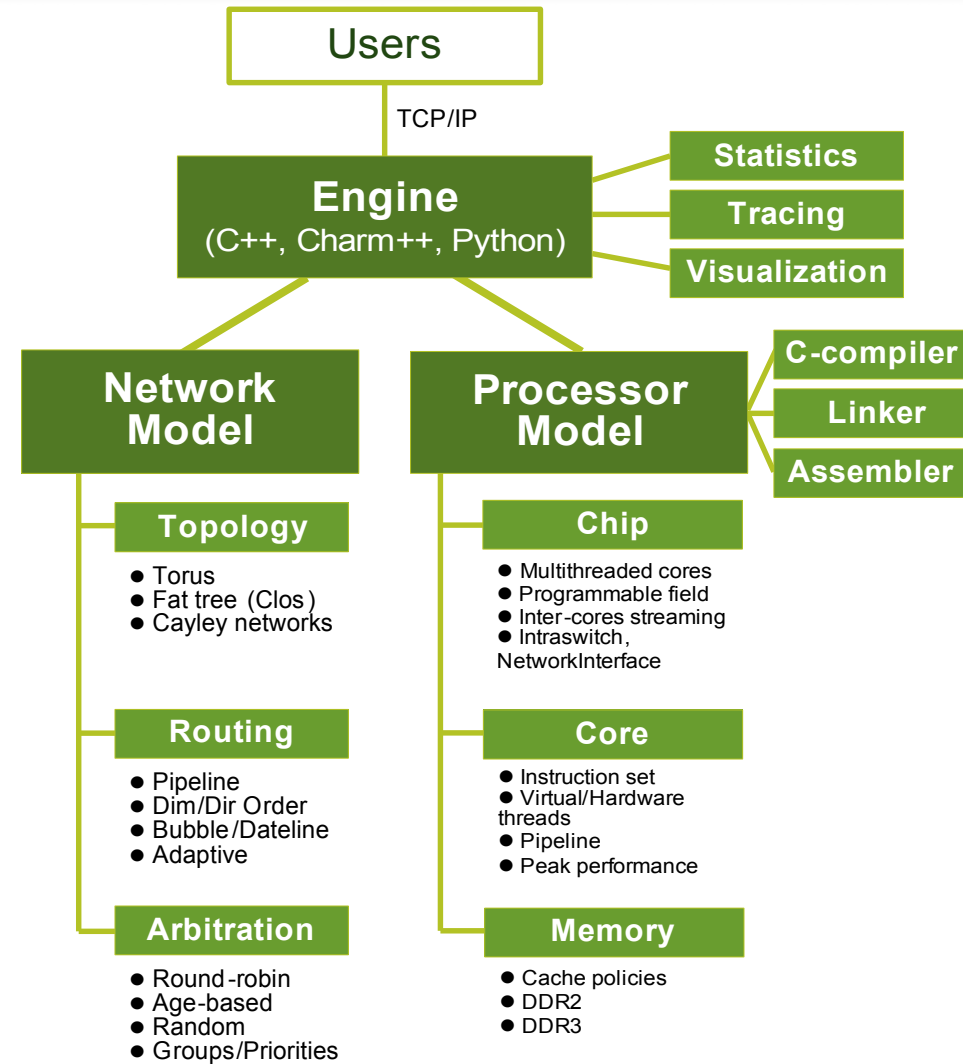 Users
TCP/IP
Engine
(C++, Charm++, Python)
Statistics
Tracing
Visualization
Network
Model
Processor
Model
C-compiler
Linker
Assembler
Topology
● Torus
● Fat tree (Clos)
● Cayley networks
Routing
● Pipeline
● Dim/Dir Order
● Bubble/Dateline
● Adaptive
Arbitration
● Round-robin
● Age-based
● Random
● Groups/Priorities
Chip
● Multithreaded cores
● Programmable field
● Inter-cores streaming
● Intraswitch,
NetworkInterface
Core
● Instruction set
● Virtual/Hardware
threads
● Pipeline
● Peak performance
Memory
● Cache policies
● DDR2
● DDR3